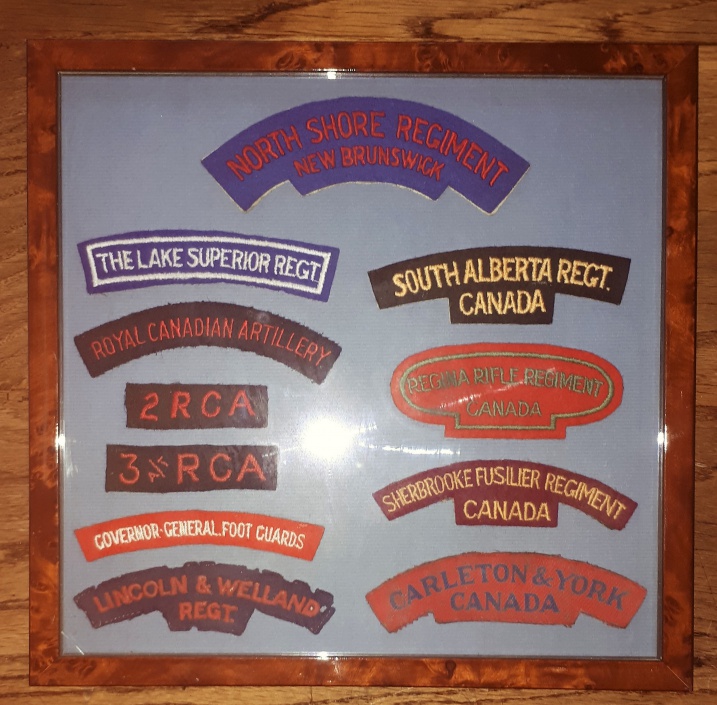 NORTH SHORE REGIMENT
NEW BRUNSWICK
THE LAKE SUPERIOR REGT.
ROYAL CANADIAN ARTILLERY
2 RCA
3 RCA
GOVERNOR-GENERAL.FOOT GUARDS
LINCOLN & WELLAND
REGT.
SOUTH ALBERTA REGT.
CANADA
REGINA RIFLE REGIMENT
CANADA
SHERBROOKE FUSILIER REGIMENT
CANADA
CARLETON & YORK
CANADA